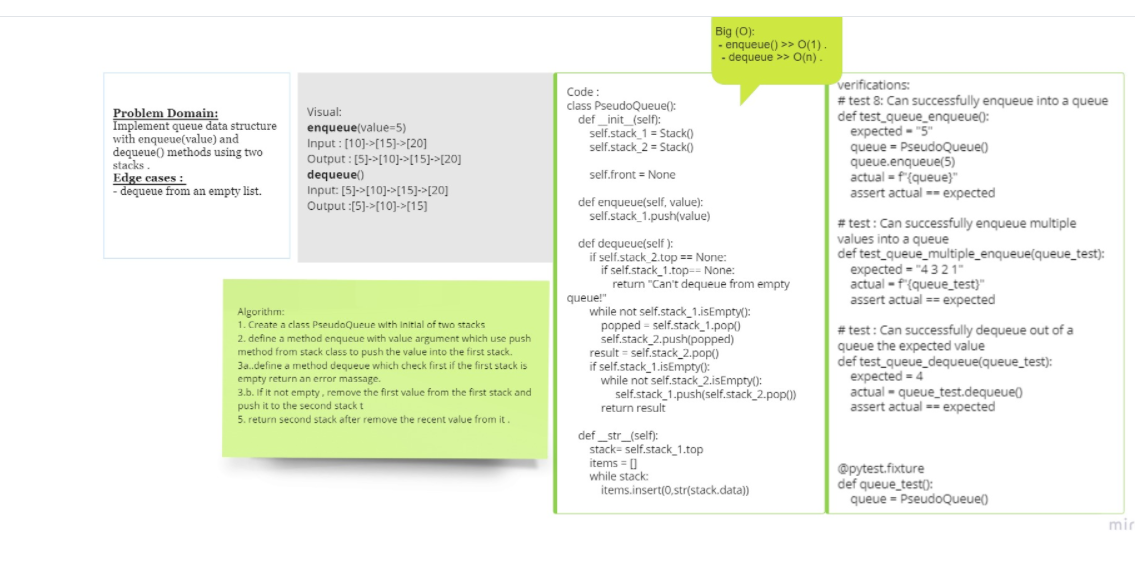 Big (O):
- enqueue() >> O(1) .
- dequeue >> O(n) .
Problem Domain:
Implement queue data structure
with enqueue(value) and
dequeue() methods using two
stacks .
Edge cases :
- dequeue from an empty list.
Visual:
enqueue(value=5)
Input : [10]->[15]->[20]
Output : [5]->[10]->[15]->[20]
dequeue()
Input: [5]->[10]->[15]->[20]
Output :[5]->[10]->[15]
Algorithm:
1. Create a class PseudoQueue with initial of two stacks
2. define a method enqueue with value argument which use push
method from stack class to push the value into the first stack.
3a..define a method dequeue which check first if the first stack is
empty return an error massage.
3.b. If it not empty , remove the first value from the first stack and
push it to the second stack t
5. return second stack after remove the recent value from it .
Code :
class PseudoQueue():
def __init__(self):
self.stack_1 = Stack()
self.stack_2 = Stack()
self.front = None
def enqueue(self, value):
self.stack_1.push(value)
def dequeue(self ):
if self.stack_2.top == None:
if self.stack_1.top== None:
return "Can't dequeue from empty
queue!"
while not self.stack_1.isEmpty():
popped = self.stack_1.pop()
self.stack_2.push(popped)
result = self.stack_2.pop()
if self.stack_1.isEmpty():
while not self.stack_2.isEmpty():
self.stack_1.push(self.stack_2.pop())
return result
def __str__(self):
stack= self.stack_1.top
items = []
while stack:
items.insert(0,str(stack.data))
verifications:
# test 8: Can successfully enqueue into a queue
def test_queue_enqueue():
expected = "5"
queue = PseudoQueue()
queue.enqueue(5)
actual = f"{queue}"
assert actual == expected
# test : Can successfully enqueue multiple
values into a queue
def test_queue_multiple_enqueue(queue_test):
expected = "4 3 2 1"
actual = f"{queue_test}"
assert actual == expected
# test : Can successfully dequeue out of a
queue the expected value
def test_queue_dequeue(queue_test):
expected = 4
actual = queue_test.dequeue()
assert actual == expected
@pytest.fixture
def queue_test():
queue = PseudoQueue()